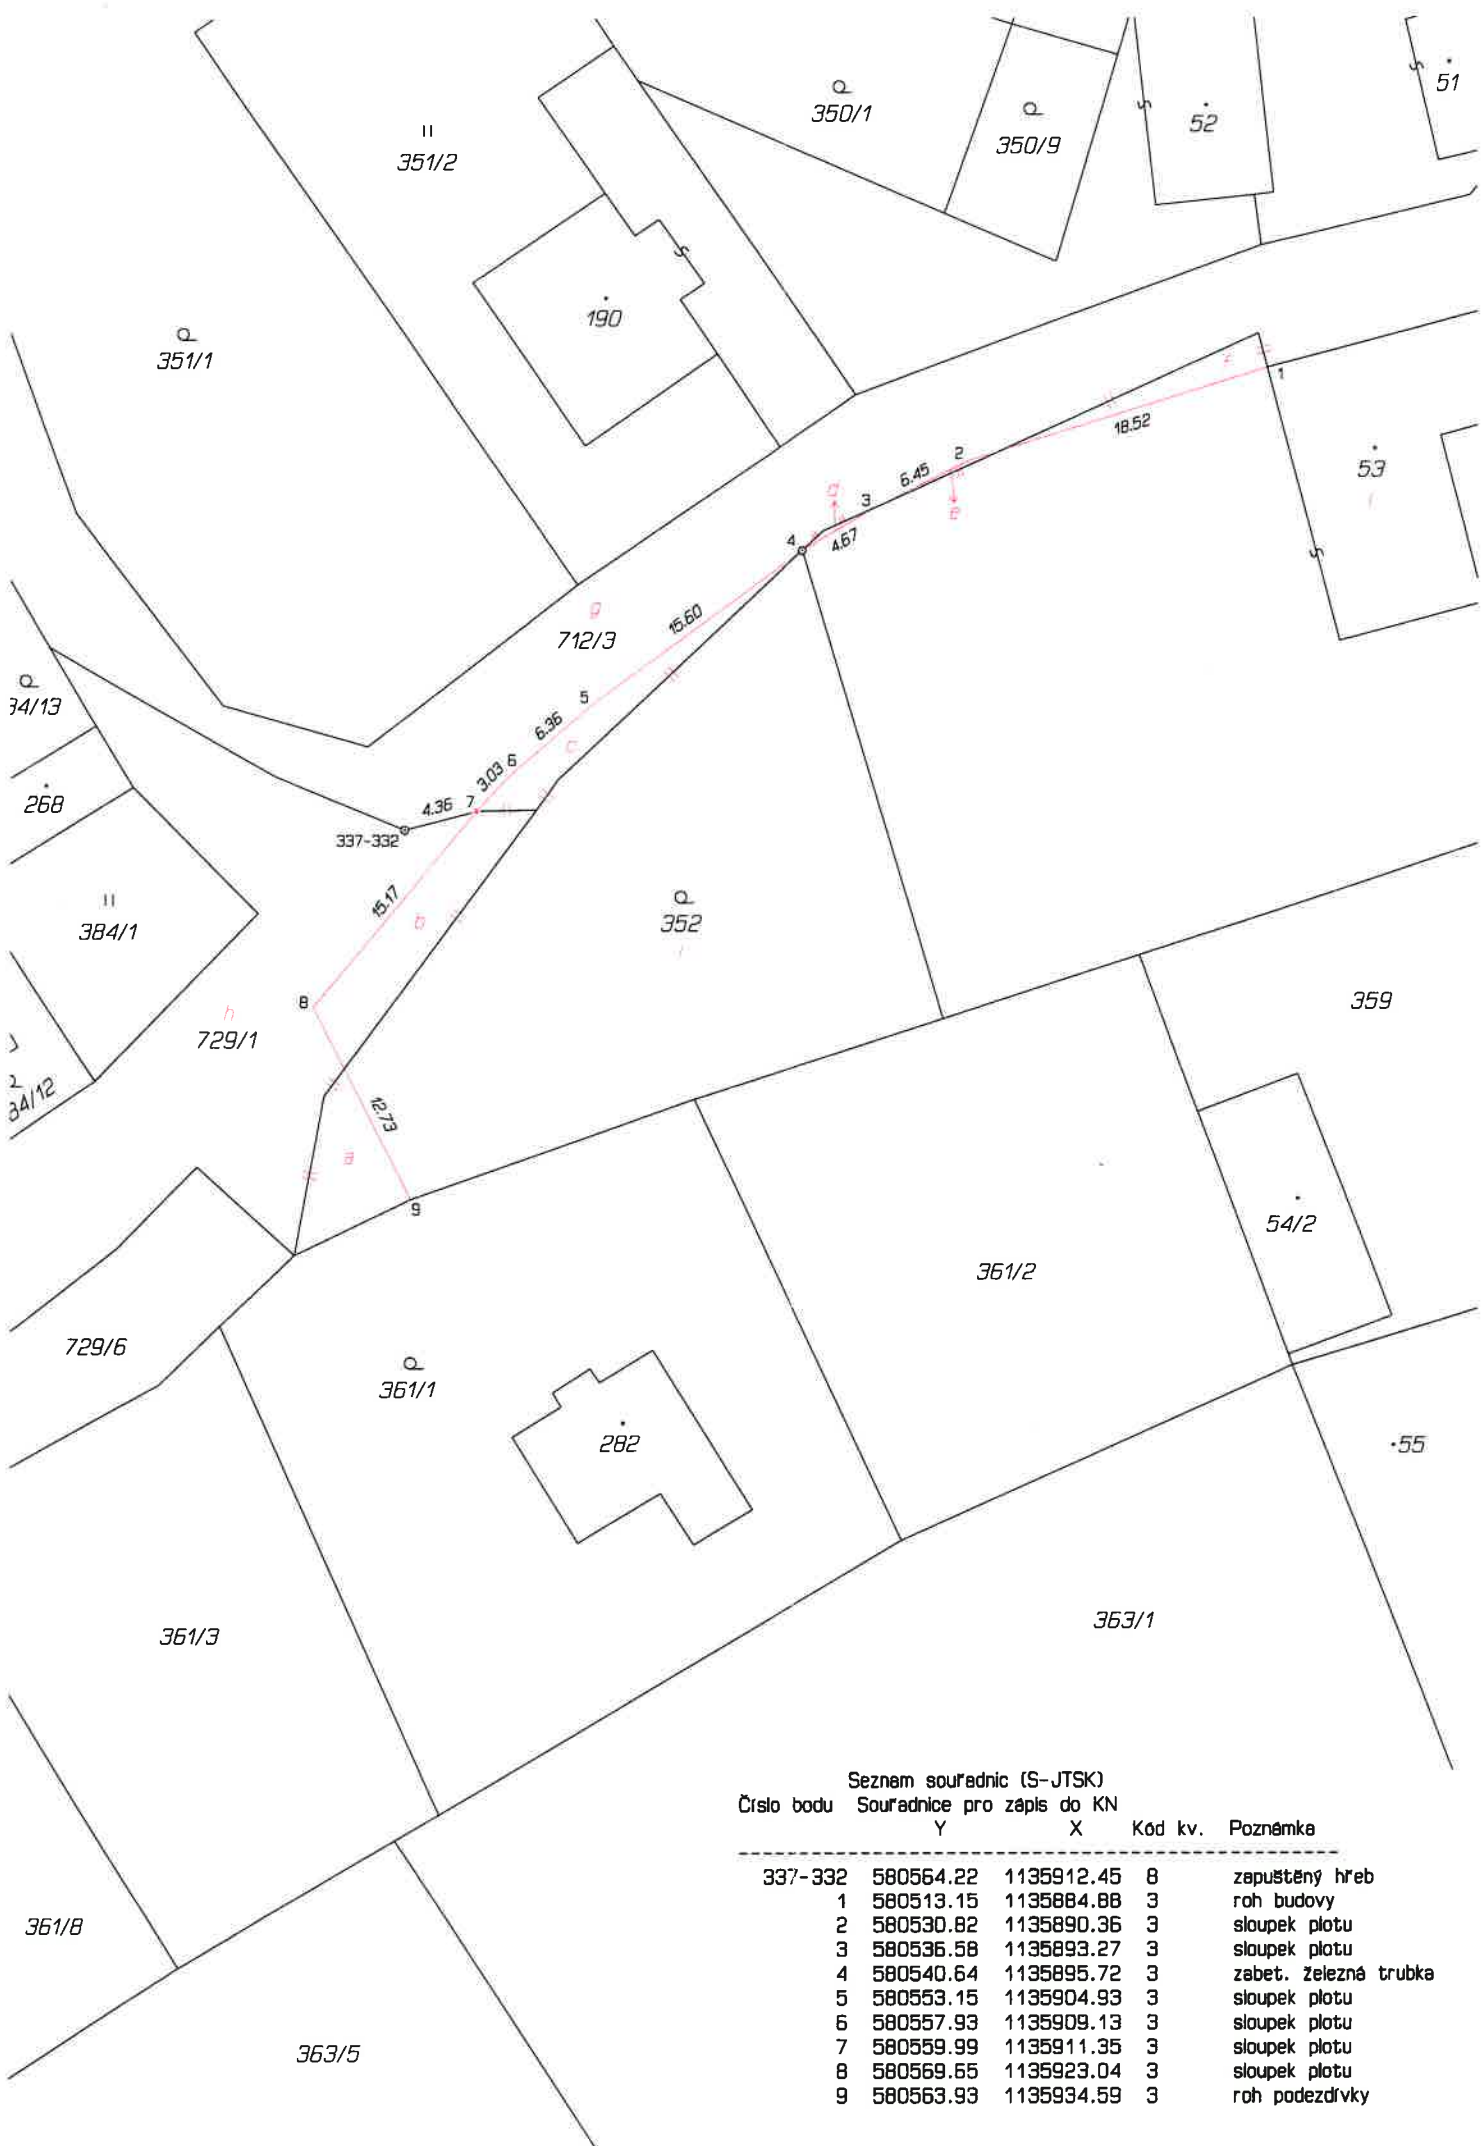 51
350/1
52
350/9
351/2
190
351/1
1
18.52
53
2
6.45
3
d
e
4.67
4
15.60
g
712/3
34/13
5
6.36
c
6
3.03
268
7
4.36
337-332
15.17
b
352
384/1
8
359
h
729/1
34/12
12.73
a
9
54/2
361/2
729/6
361/1
282
55
363/1
361/3
361/8
363/5
Seznam souřadnic (S-JTSK)
Číslo bodu Souřadnice pro zápis do KN
Y X Kód kv. Poznámka
337-332 580564.22 1135912.45 8 zapuštěný hřeb
1 580513.15 1135884.88 3 roh budovy
2 580530.82 1135890.36 3 sloupek plotu
3 580536.58 1135893.27 3 sloupek plotu
4 580540.64 1135895.72 3 zabet. železná trubka
5 580553.15 1135904.93 3 sloupek plotu
6 580557.93 1135909.13 3 sloupek plotu
7 580559.99 1135911.35 3 sloupek plotu
8 580569.65 1135923.04 3 sloupek plotu
9 580563.93 1135934.59 3 roh podezdívky